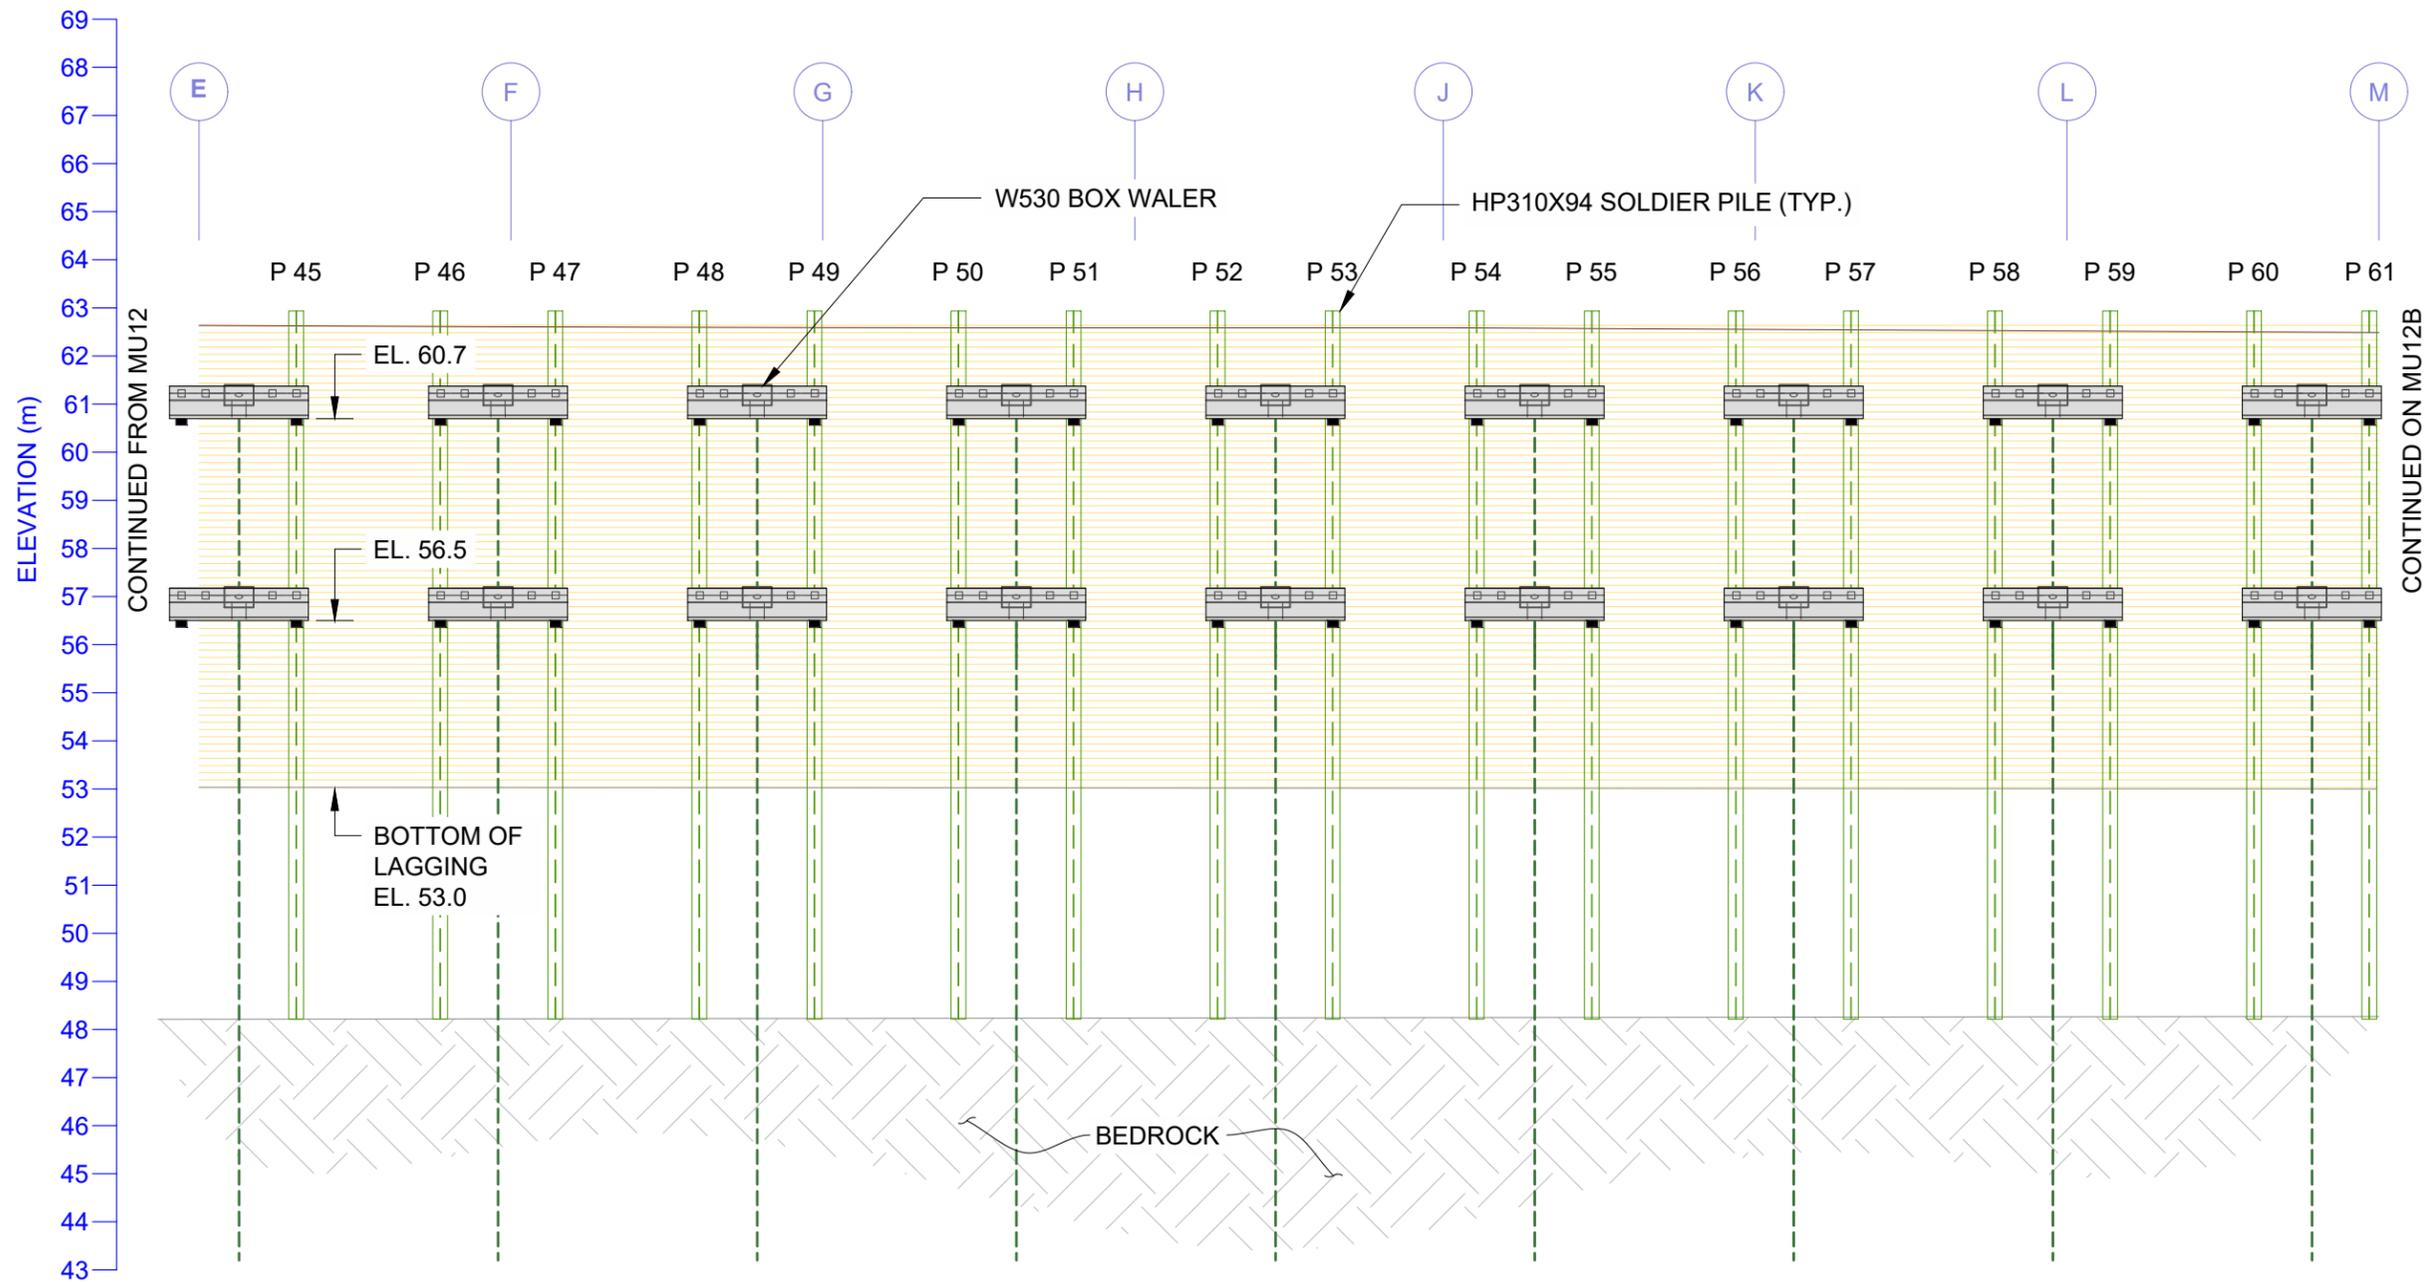 69
68
67
66
65
64
63
62
61
60
59
58
57
56
55
54
53
52
51
50
49
48
47
46
45
44
43
ELEVATION (m)
E F G H J K L M
W530 BOX WALER
HP310X94 SOLDIER PILE (TYP.)
P 45 P 46 P 47 P 48 P 49 P 50 P 51 P 52 P 53 P 54 P 55 P 56 P 57 P 58 P 59 P 60 P 61
CONTINUED FROM MU12
EL. 60.7
EL. 56.5
BOTTOM OF
LAGGING
EL. 53.0
BEDROCK
CONTINUED ON MU12B